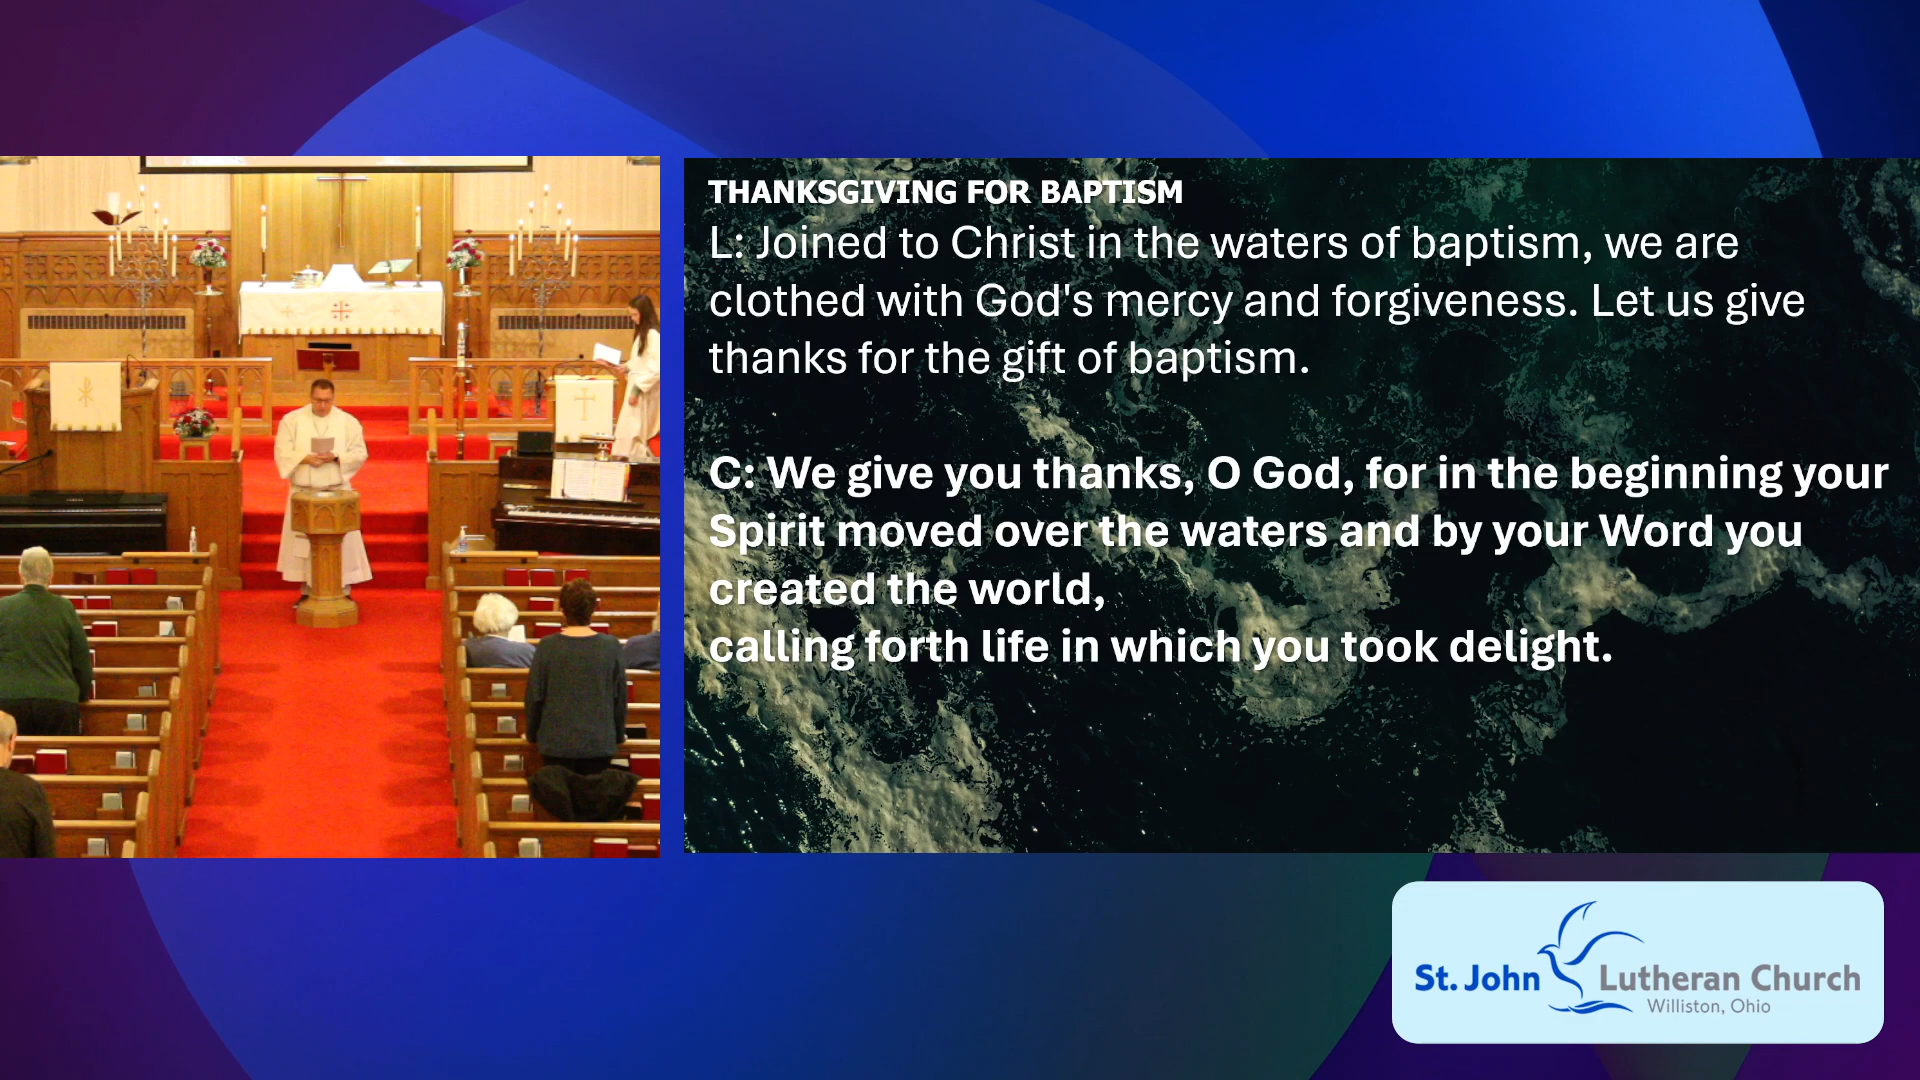 THANKSGIVING FOR BAPTISM
L: Joined to Christ in the waters of baptism, we are
clothed with God's mercy and forgiveness. Let us give
thanks for the gift of baptism.
C: We give you thanks, O God, for in the beginning your
Spirit moved over the waters and by your Word you
created the world,
calling forth life in which you took delight.
St. John Lutheran Church
Williston, Ohio